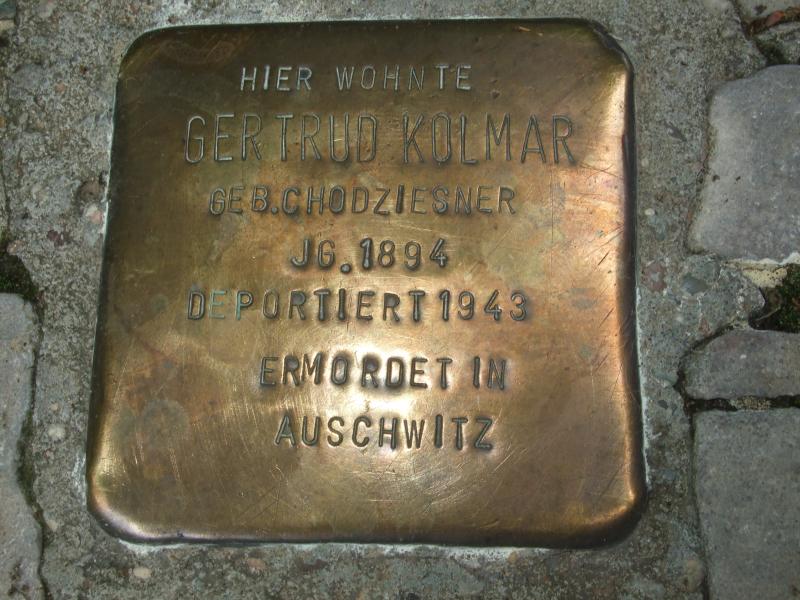 HIER WOHNTE
GERTRUD KOLMAR
GEB.CHODZIESNER
JG.1894
DEPORTIERT 1943
ERMORDET IN
AUSCHWITZ